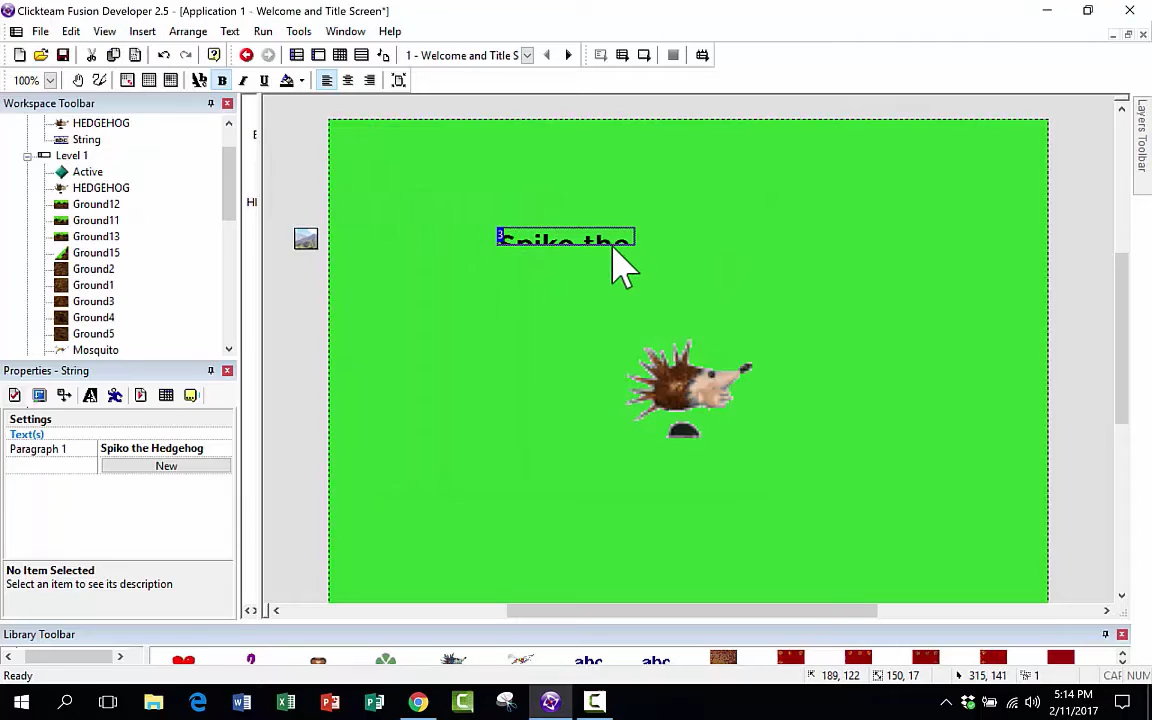 Clickteam Fusion Developer 2.5 - [Application 1 - Welcome and Title Screen*]
File Edit View Insert Arrange Text Run Tools Window Help
1 - Welcome and Title S
100% B I U
Workspace Toolbar
HEDGEHOG
String
Level 1
Active
HEDGEHOG
Ground12
Ground11
Ground13
Ground15
Ground2
Ground1
Ground3
Ground4
Ground5
Mosquito
Properties - String
Settings
Text(s)
Paragraph 1 Spiko the Hedgehog
New
No Item Selected
Select an item to see its description
E
HI
3
Spiko the
Layers Toolbar
Library Toolbar
abc abc
Ready 189, 122 150, 17 315, 141 1 CAP NUM
5:14 PM
2/11/2017